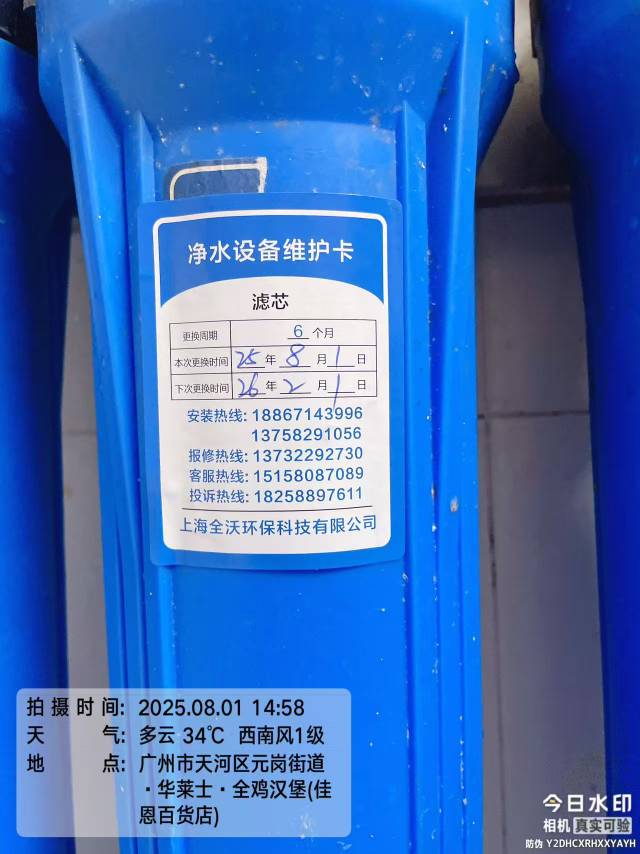 净水设备维护卡
滤芯
更换周期 6 个月
本次更换时间 25 年 8 月 1 日
下次更换时间 26 年 2 月 1 日
安装热线: 18867143996
13758291056
报修热线: 13732292730
客服热线: 15158087089
投诉热线: 18258897611
上海全沃环保科技有限公司
拍摄时间: 2025.08.01 14:58
天气: 多云 34℃ 西南风1级
地点: 广州市天河区元岗街道
·华莱士·全鸡汉堡(佳
恩百货店)
今日水印
相机 真实可验
防伪 Y2DHCXRHXXYAYH